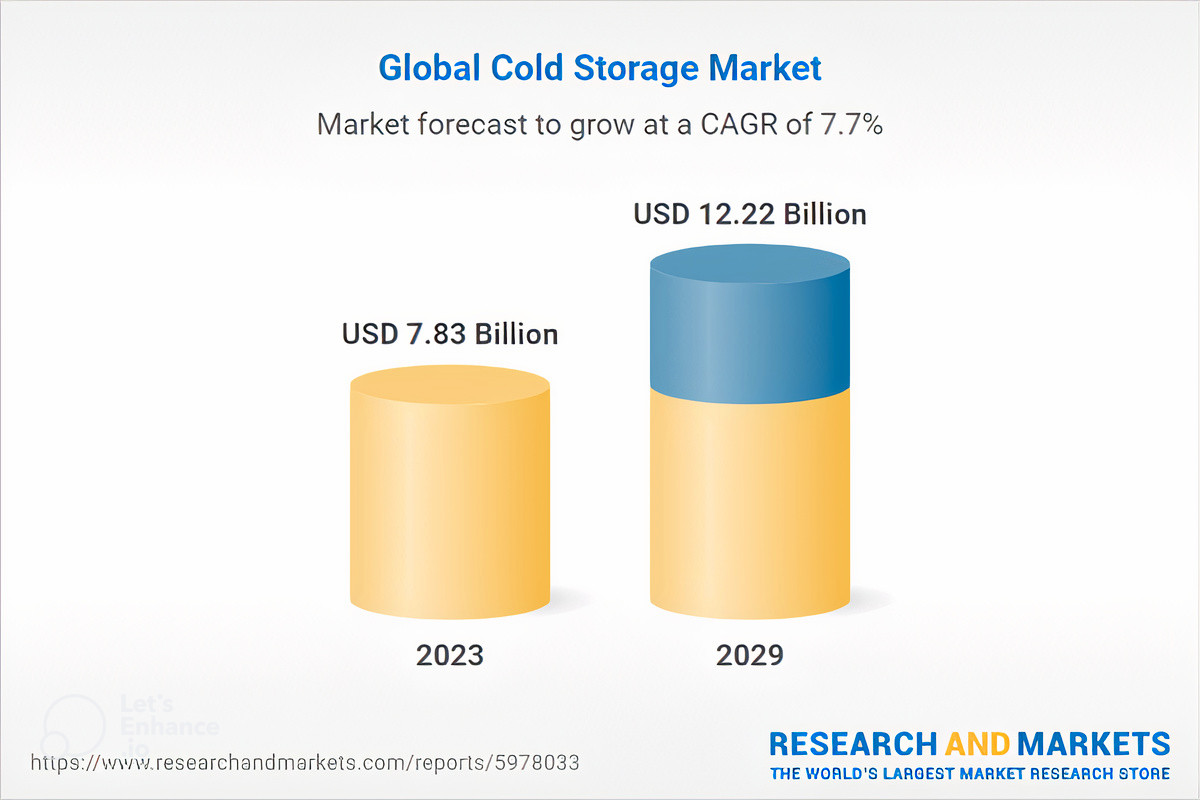 Global Cold Storage Market
Market forecast to grow at a CAGR of 7.7%
USD 12.22 Billion
USD 7.83 Billion
2023
2029
Let's
Enhance
.io
https://www.researchandmarkets.com/reports/5978033
RESEARCH AND MARKETS
THE WORLD'S LARGEST MARKET RESEARCH STORE